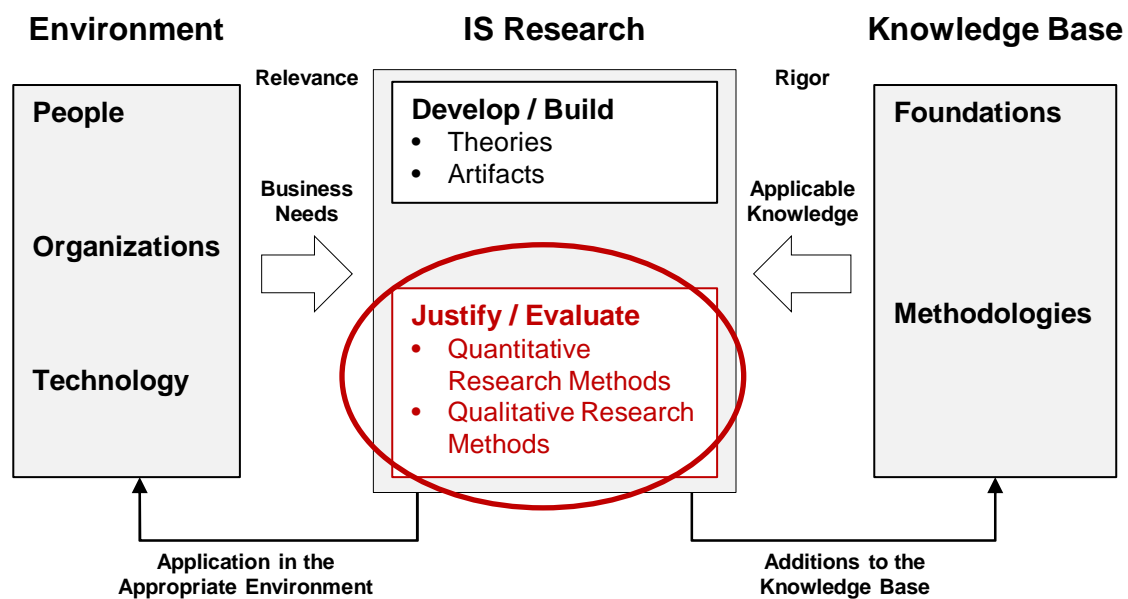 Environment
IS Research
Knowledge Base
Relevance
Rigor
People
Organizations
Technology
Business
Needs
Develop / Build
• Theories
• Artifacts
Justify / Evaluate
• Quantitative
Research Methods
• Qualitative Research
Methods
Applicable
Knowledge
Foundations
Methodologies
Application in the
Appropriate Environment
Additions to the
Knowledge Base